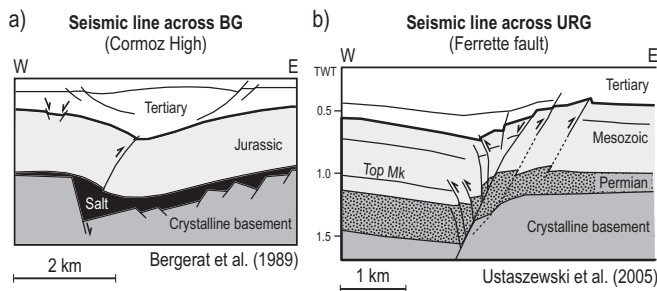 a) Seismic line across BG
(Cormoz High)
W E
Tertiary
Jurassic
Salt
Crystalline basement
2 km
Bergerat et al. (1989)
b) Seismic line across URG
(Ferrette fault)
W E
TWT
Tertiary
0.5
Mesozoic
Top Mk
1.0
Permian
Crystalline basement
1.5
1 km
Ustaszewski et al. (2005)